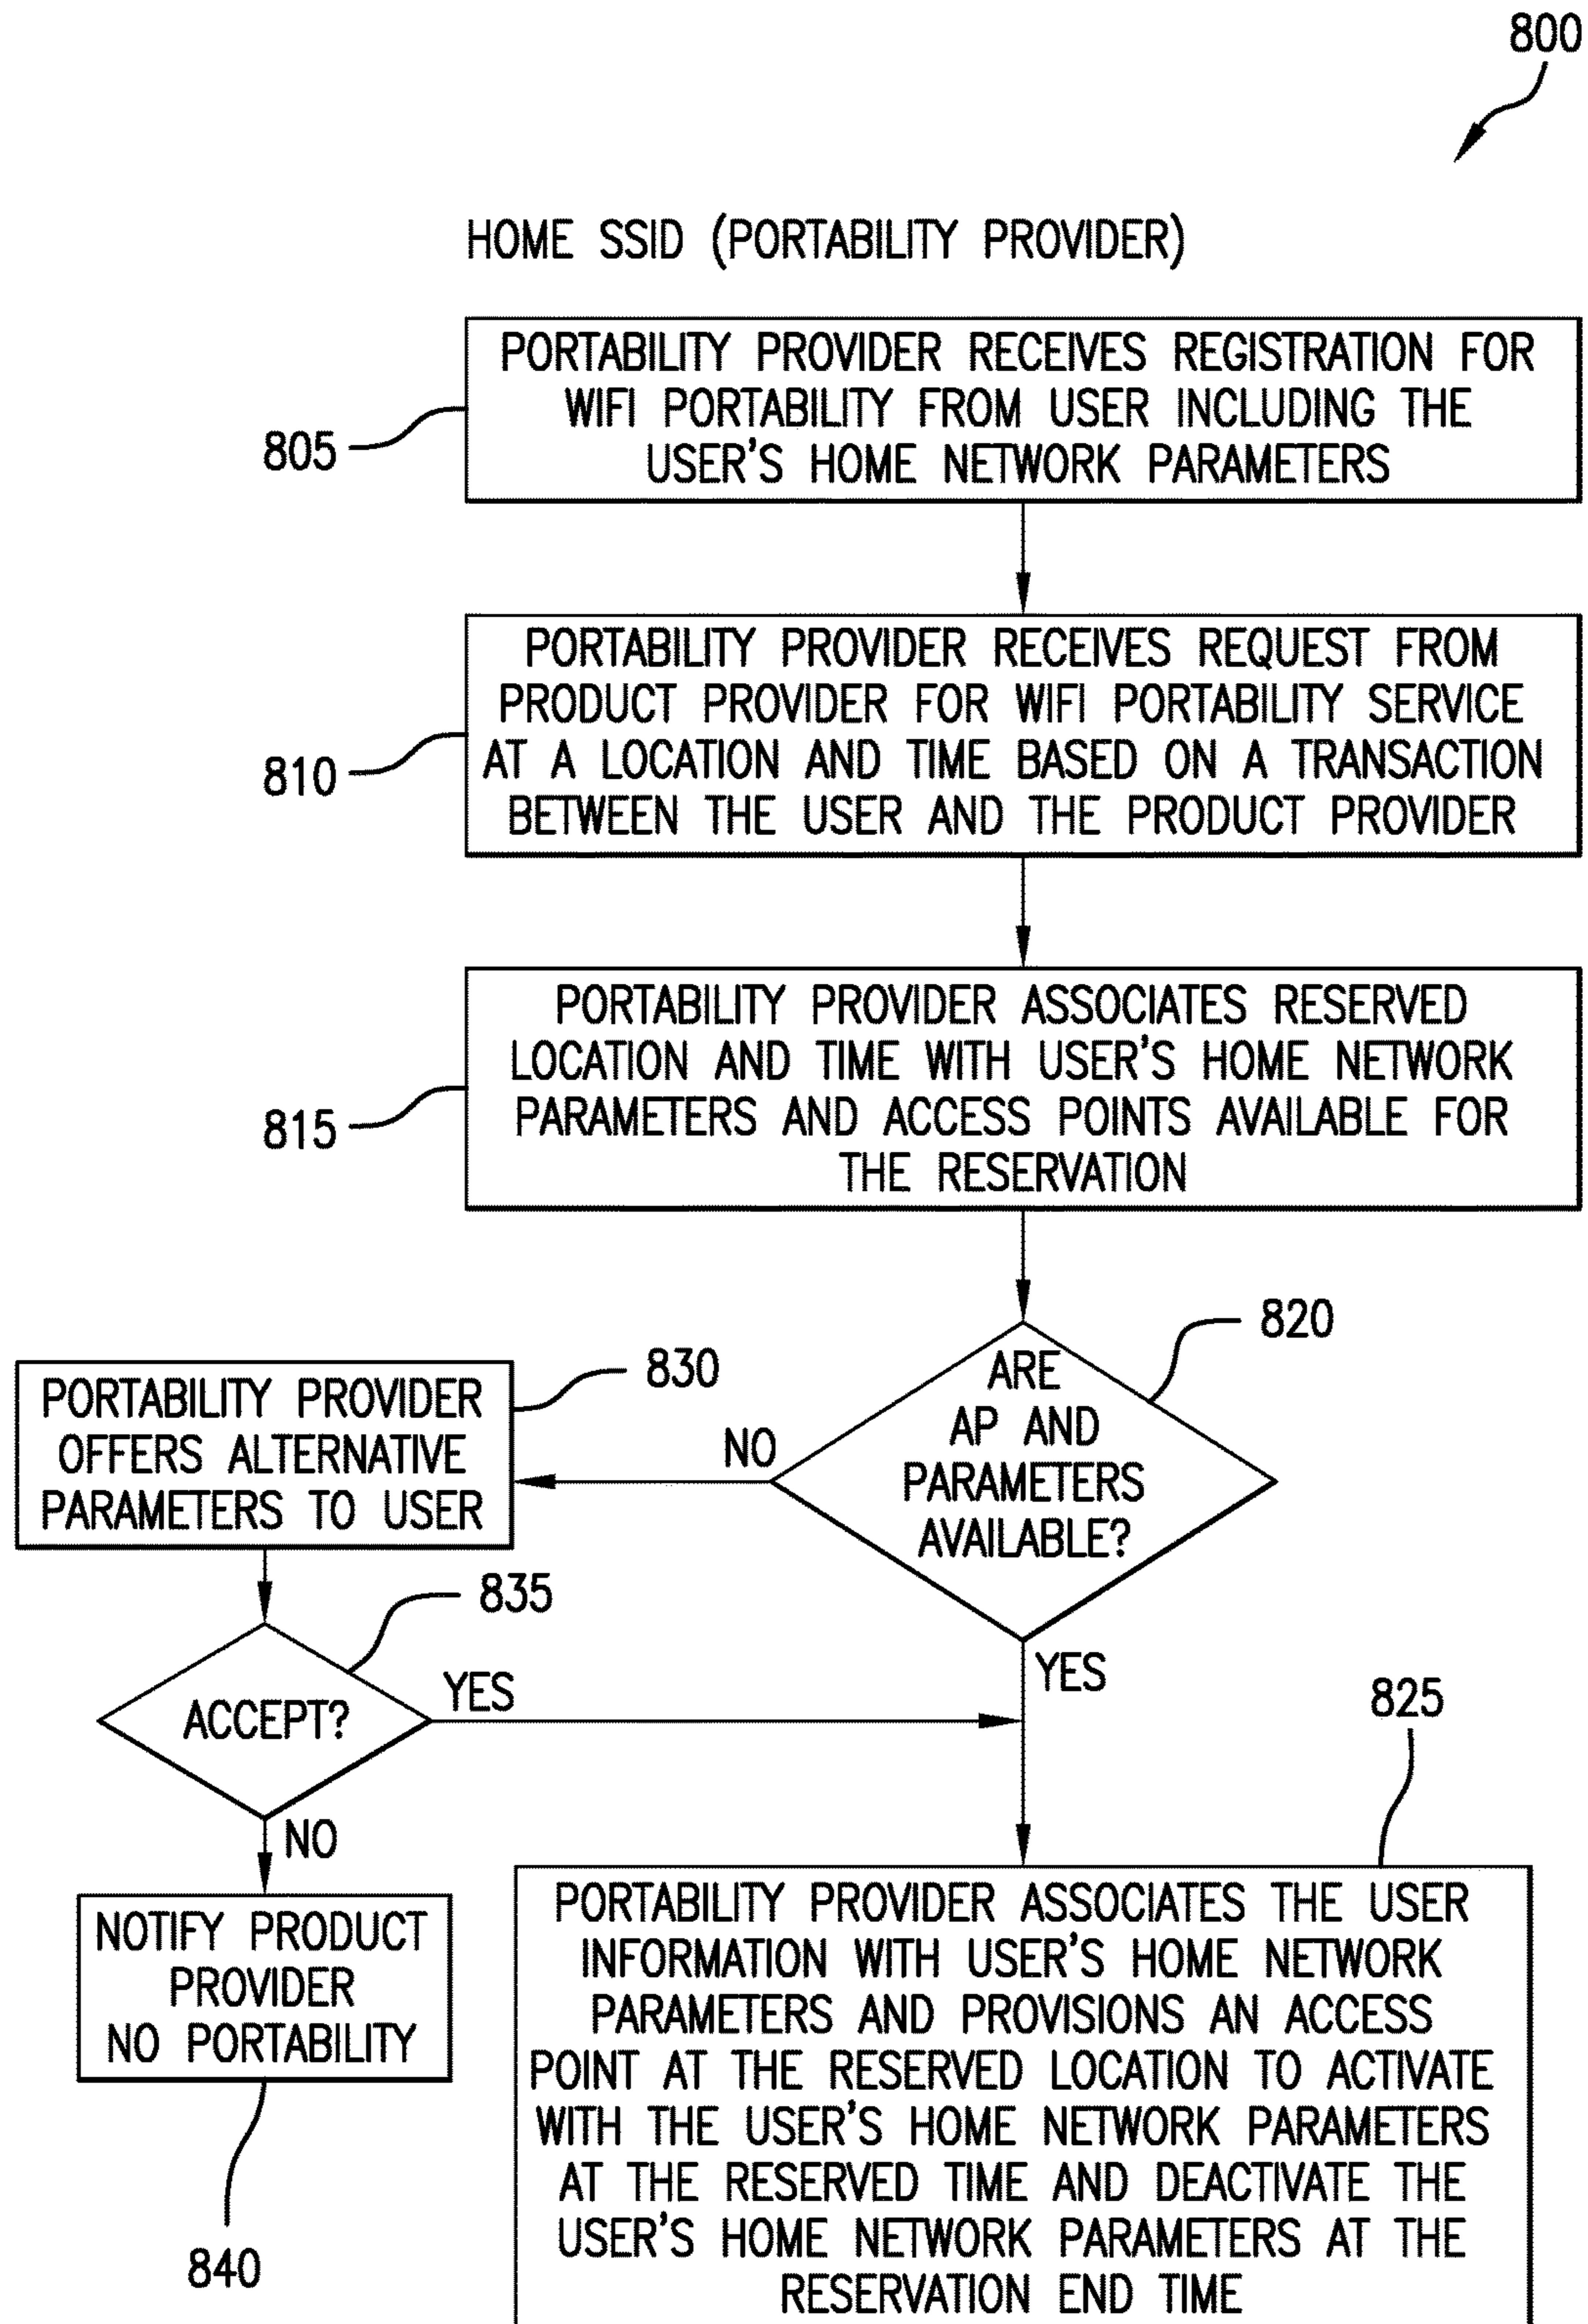 800
HOME SSID (PORTABILITY PROVIDER)
PORTABILITY PROVIDER RECEIVES REGISTRATION FOR
WIFI PORTABILITY FROM USER INCLUDING THE
USER'S HOME NETWORK PARAMETERS
805
PORTABILITY PROVIDER RECEIVES REQUEST FROM
PRODUCT PROVIDER FOR WIFI PORTABILITY SERVICE
AT A LOCATION AND TIME BASED ON A TRANSACTION
BETWEEN THE USER AND THE PRODUCT PROVIDER
810
PORTABILITY PROVIDER ASSOCIATES RESERVED
LOCATION AND TIME WITH USER'S HOME NETWORK
PARAMETERS AND ACCESS POINTS AVAILABLE FOR
THE RESERVATION
815
820
ARE
AP AND
PARAMETERS
AVAILABLE?
NO
YES
830
PORTABILITY PROVIDER
OFFERS ALTERNATIVE
PARAMETERS TO USER
835
ACCEPT?
YES
NO
825
NOTIFY PRODUCT
PROVIDER
NO PORTABILITY
840
PORTABILITY PROVIDER ASSOCIATES THE USER
INFORMATION WITH USER'S HOME NETWORK
PARAMETERS AND PROVISIONS AN ACCESS
POINT AT THE RESERVED LOCATION TO ACTIVATE
WITH THE USER'S HOME NETWORK PARAMETERS
AT THE RESERVED TIME AND DEACTIVATE THE
USER'S HOME NETWORK PARAMETERS AT THE
RESERVATION END TIME